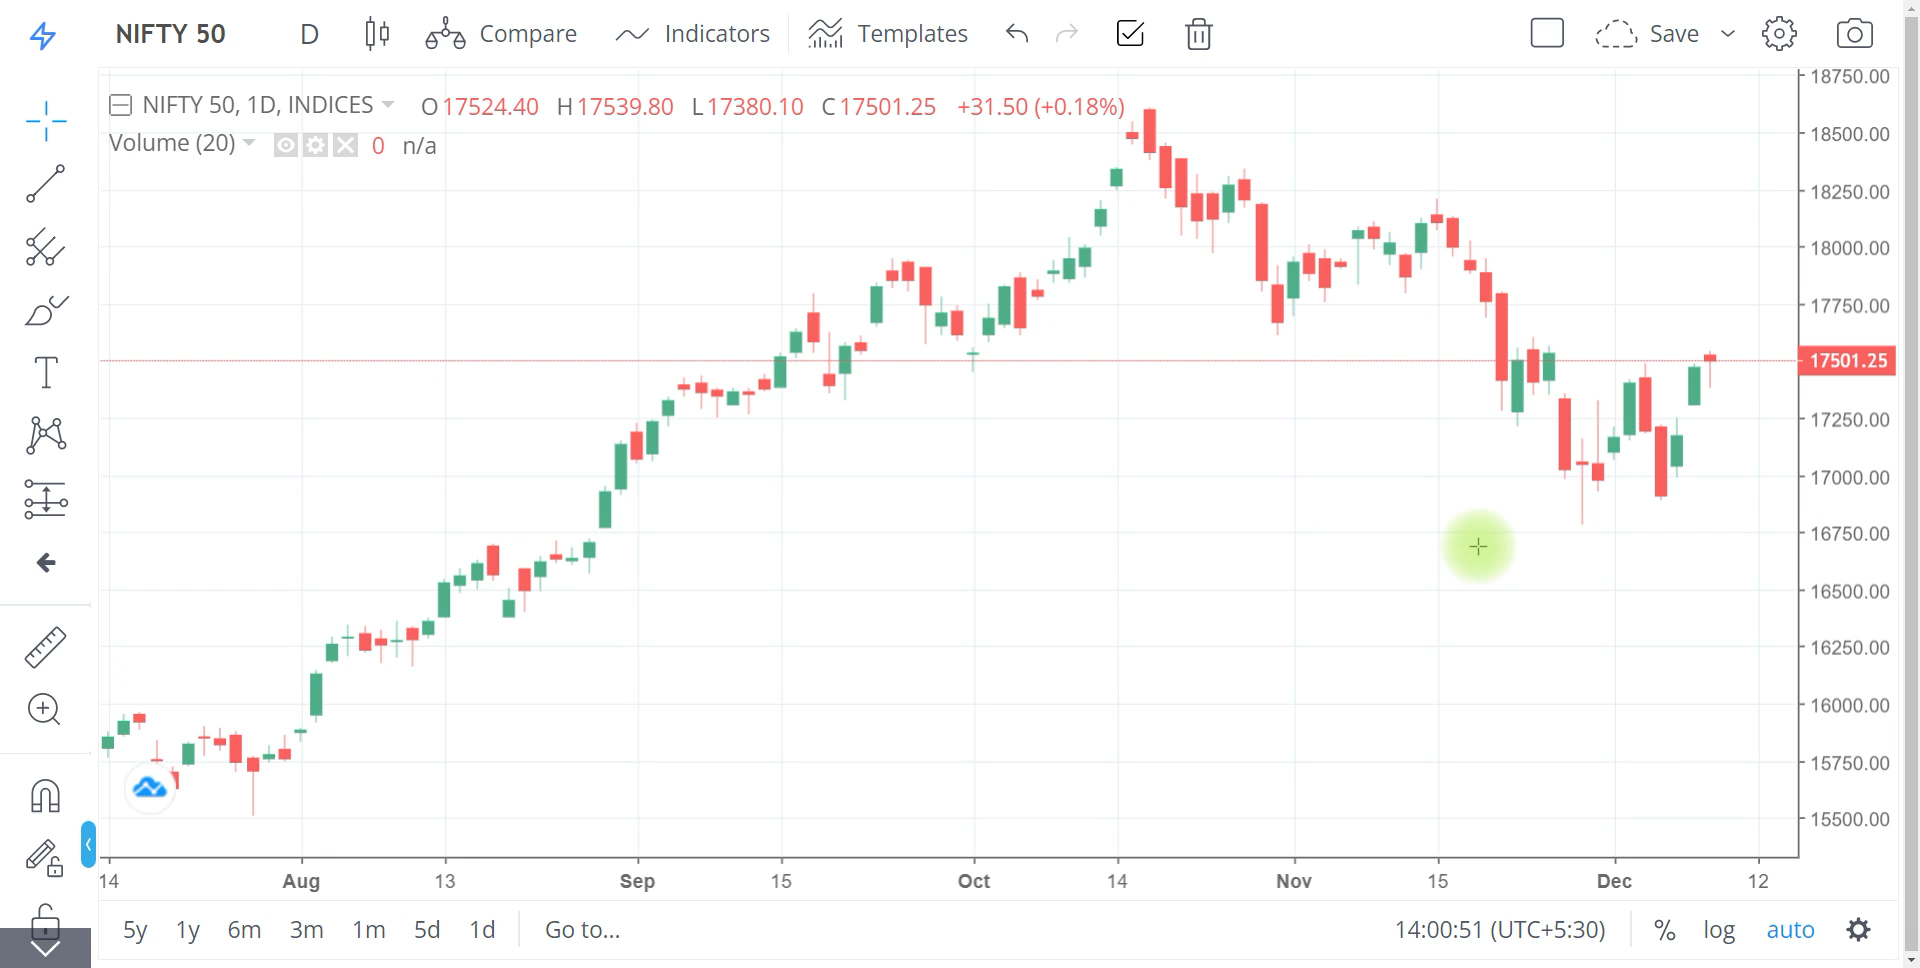 NIFTY 50 D Compare Indicators Templates Save
NIFTY 50, 1D, INDICES O 17524.40 H 17539.80 L 17380.10 C 17501.25 +31.50 (+0.18%)
Volume (20) 0 n/a
18750.00
18500.00
18250.00
18000.00
17750.00
17501.25
17250.00
17000.00
16750.00
16500.00
16250.00
16000.00
15750.00
15500.00
14 Aug 13 Sep 15 Oct 14 Nov 15 Dec 12
5y 1y 6m 3m 1m 5d 1d Go to... 14:00:51 (UTC+5:30) % log auto